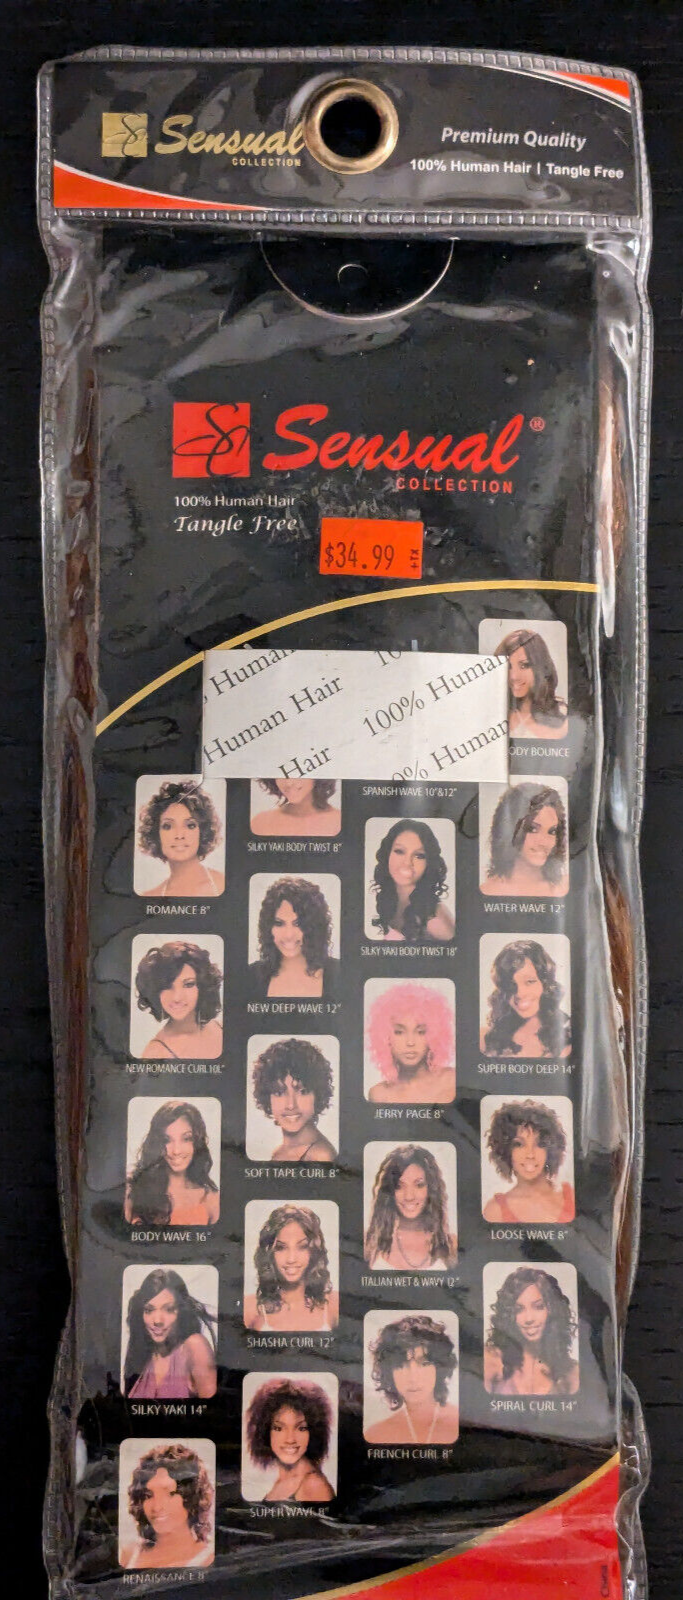 Sensual
COLLECTION
Premium Quality
100% Human Hair | Tangle Free
Sensual®
COLLECTION
100% Human Hair
Tangle Free
$34.99 +TX
Human
Human Hair
100% Human
Hair
Human
ODY BOUNCE
SPANISH WAVE 10"&12"
SILKY YAKI BODY TWIST 8"
ROMANCE 8"
WATER WAVE 12"
SILKY YAKI BODY TWIST 18"
NEW DEEP WAVE 12"
NEW ROMANCE CURL 10L"
SUPER BODY DEEP 14"
JERRY PAGE 8"
SOFT TAPE CURL 8"
BODY WAVE 16"
LOOSE WAVE 8"
ITALIAN WET & WAVY 12"
SHASHA CURL 12"
SILKY YAKI 14"
SPIRAL CURL 14"
FRENCH CURL 8"
SUPER WAVE 8"
RENAISSANCE 8"